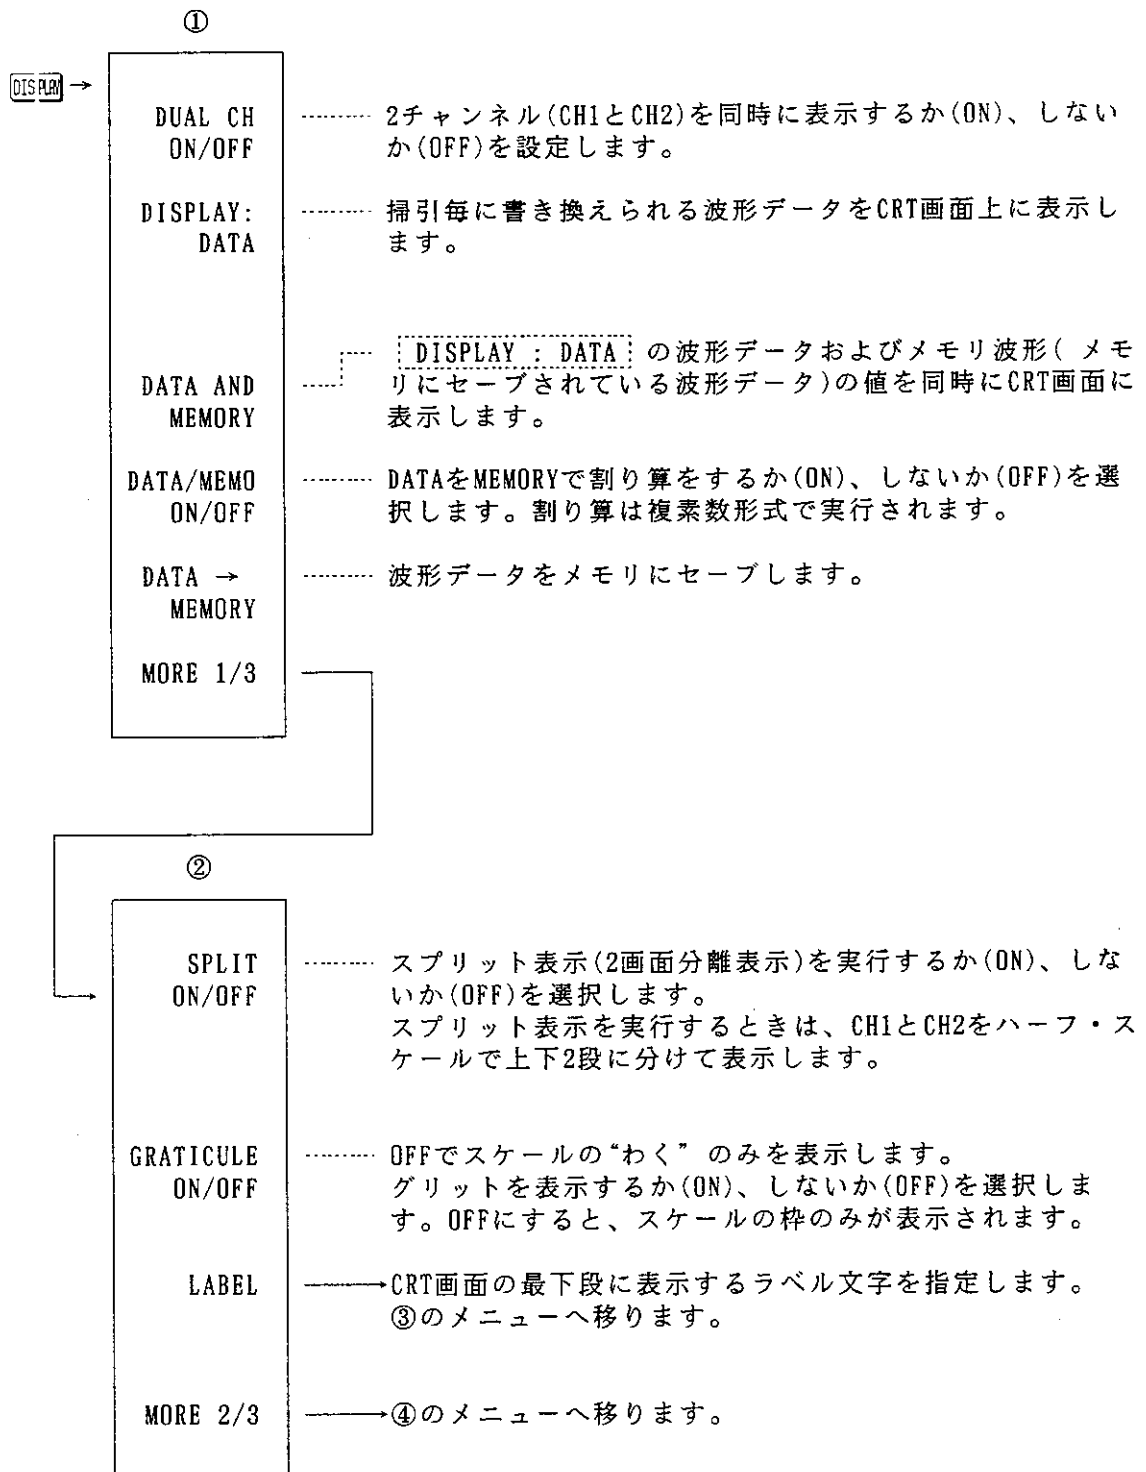 ①
DISPLAY →
DUAL CH ········· 2チャンネル(CH1とCH2)を同時に表示するか(ON)、しない
ON/OFF か(OFF)を設定します。
DISPLAY: ········· 掃引毎に書き換えられる波形データをCRT画面上に表示し
DATA ます。
DISPLAY : DATA の波形データおよびメモリ波形( メモ
DATA AND リにセーブされている波形データ)の値を同時にCRT画面に
MEMORY 表示します。
DATA/MEMO ········· DATAをMEMORYで割り算をするか(ON)、しないか(OFF)を選
ON/OFF 択します。割り算は複素数形式で実行されます。
DATA → ········· 波形データをメモリにセーブします。
MEMORY
MORE 1/3
②
SPLIT ········· スプリット表示(2画面分離表示)を実行するか(ON)、しな
ON/OFF いか(OFF)を選択します。
スプリット表示を実行するときは、CH1とCH2をハーフ・ス
ケールで上下2段に分けて表示します。
GRATICULE ········· OFFでスケールの“わく”のみを表示します。
ON/OFF グリットを表示するか(ON)、しないか(OFF)を選択しま
す。OFFにすると、スケールの枠のみが表示されます。
LABEL →CRT画面の最下段に表示するラベル文字を指定します。
③のメニューへ移ります。
MORE 2/3 →④のメニューへ移ります。